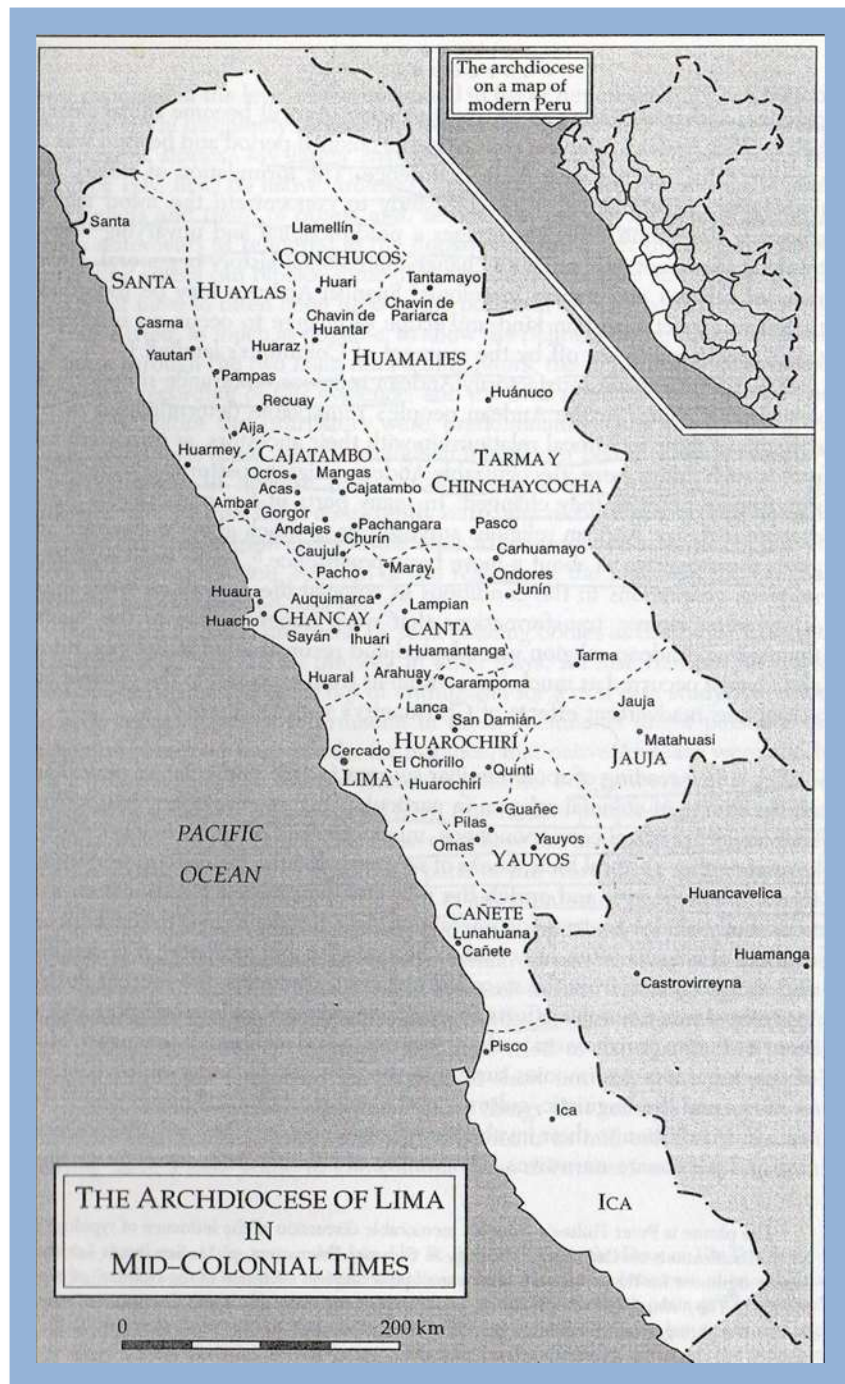 The archdiocese
on a map of
modern Peru
Santa
Llamellín
CONCHUCOS
SANTA
HUAYLAS
Huari
Tantamayo
Chavín de
Pariarca
Chavín de
Huantar
Casma
Yautan
Huaraz
HUAMALIES
Pampas
Recuay
Huánuco
Aija
Huarmey
CAJATAMBO
TARMA Y
CHINCHAYCOCHA
Ocros
Mangas
Acas
Cajatambo
Ambar
Gorgor
Andajes
Pachangara
Pasco
Churín
Caujul
Carhuamayo
Pacho
Maray
Ondores
Junín
Huaura
Auquimarca
Lampian
Huacho
CHANCAY
CANTA
Sayán
Ihuari
Huamantanga
Tarma
Huaral
Arahuay
Carampoma
Lanca
Jauja
San Damián
HUAROCHIRÍ
Matahuasi
Cercado
El Chorillo
JAUJA
LIMA
Huarochirí
Quinti
Guañec
Pilas
PACIFIC
OCEAN
Omas
Yauyos
YAUYOS
Huancavelica
CAÑETE
Lunahuana
Cañete
Huamanga
Castrovirreyna
Pisco
Ica
ICA
THE ARCHDIOCESE OF LIMA
IN
MID–COLONIAL TIMES
0 200 km